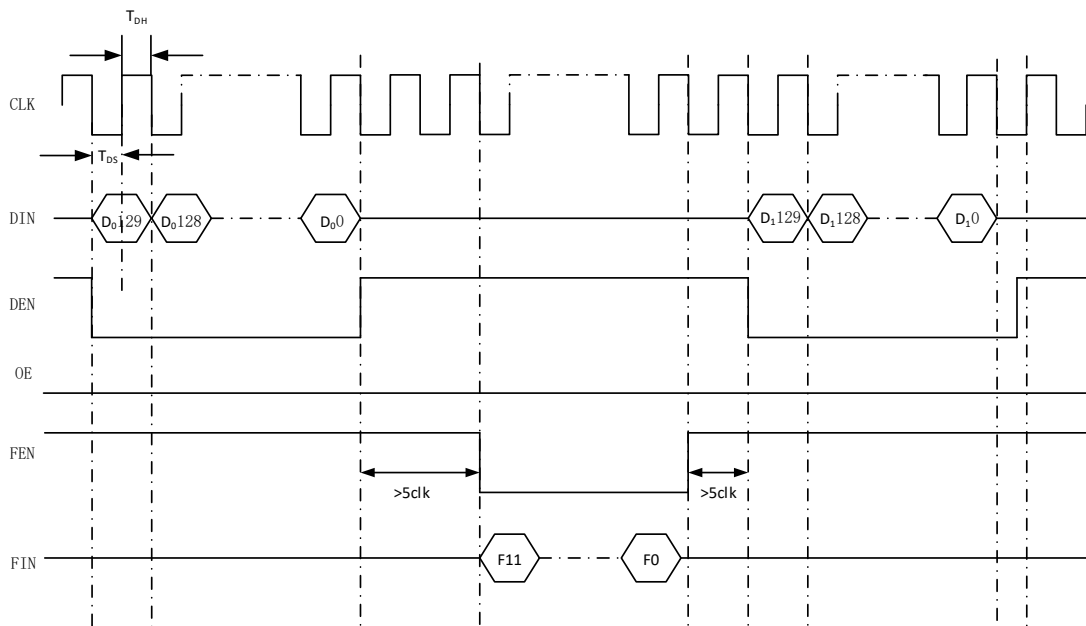 TDH
CLK
TDS
DIN
D₀129
D₀128
D₀0
D₁129
D₁128
D₁0
DEN
OE
FEN
>5clk
>5clk
FIN
F11
F0